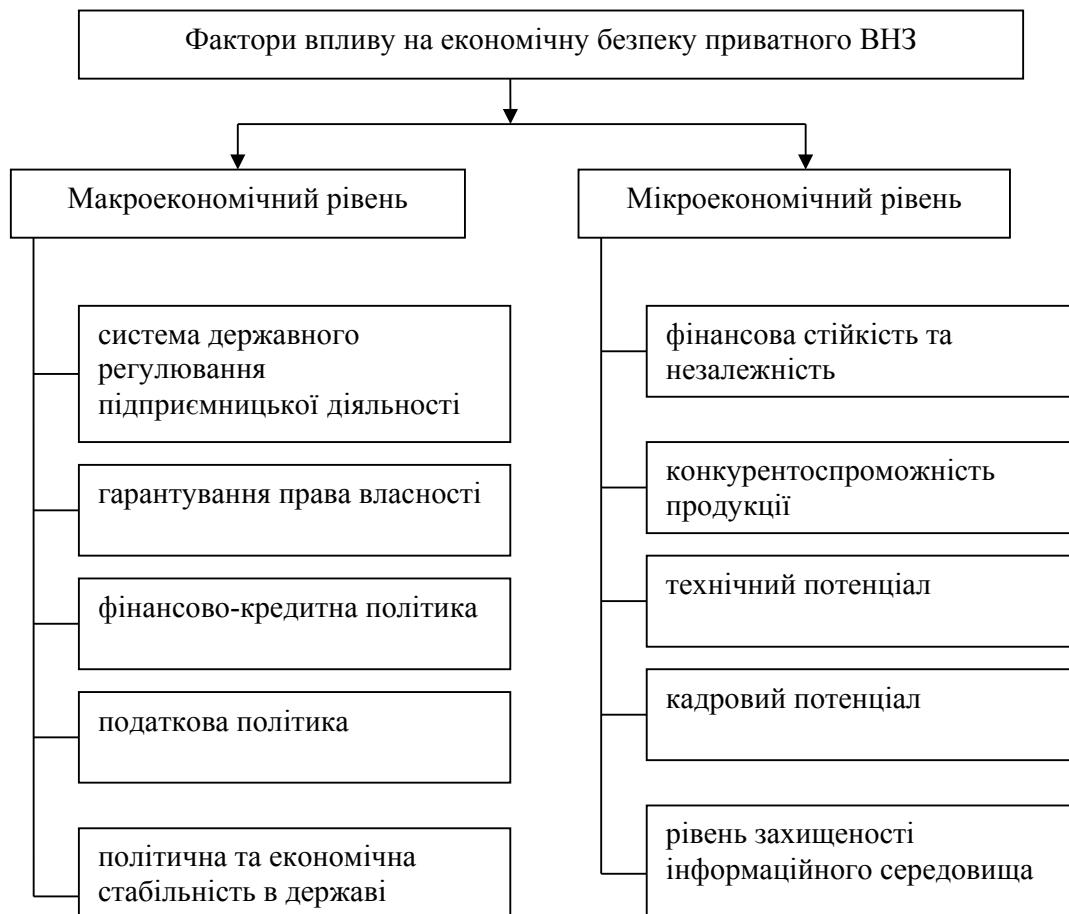 Фактори впливу на економічну безпеку приватного ВНЗ
Макроекономічний рівень
система державного
регулювання
підприємницької діяльності
гарантування права власності
фінансово-кредитна політика
податкова політика
політична та економічна
стабільність в державі
Мікроекономічний рівень
фінансова стійкість та
незалежність
конкурентоспроможність
продукції
технічний потенціал
кадровий потенціал
рівень захищеності
інформаційного середовища